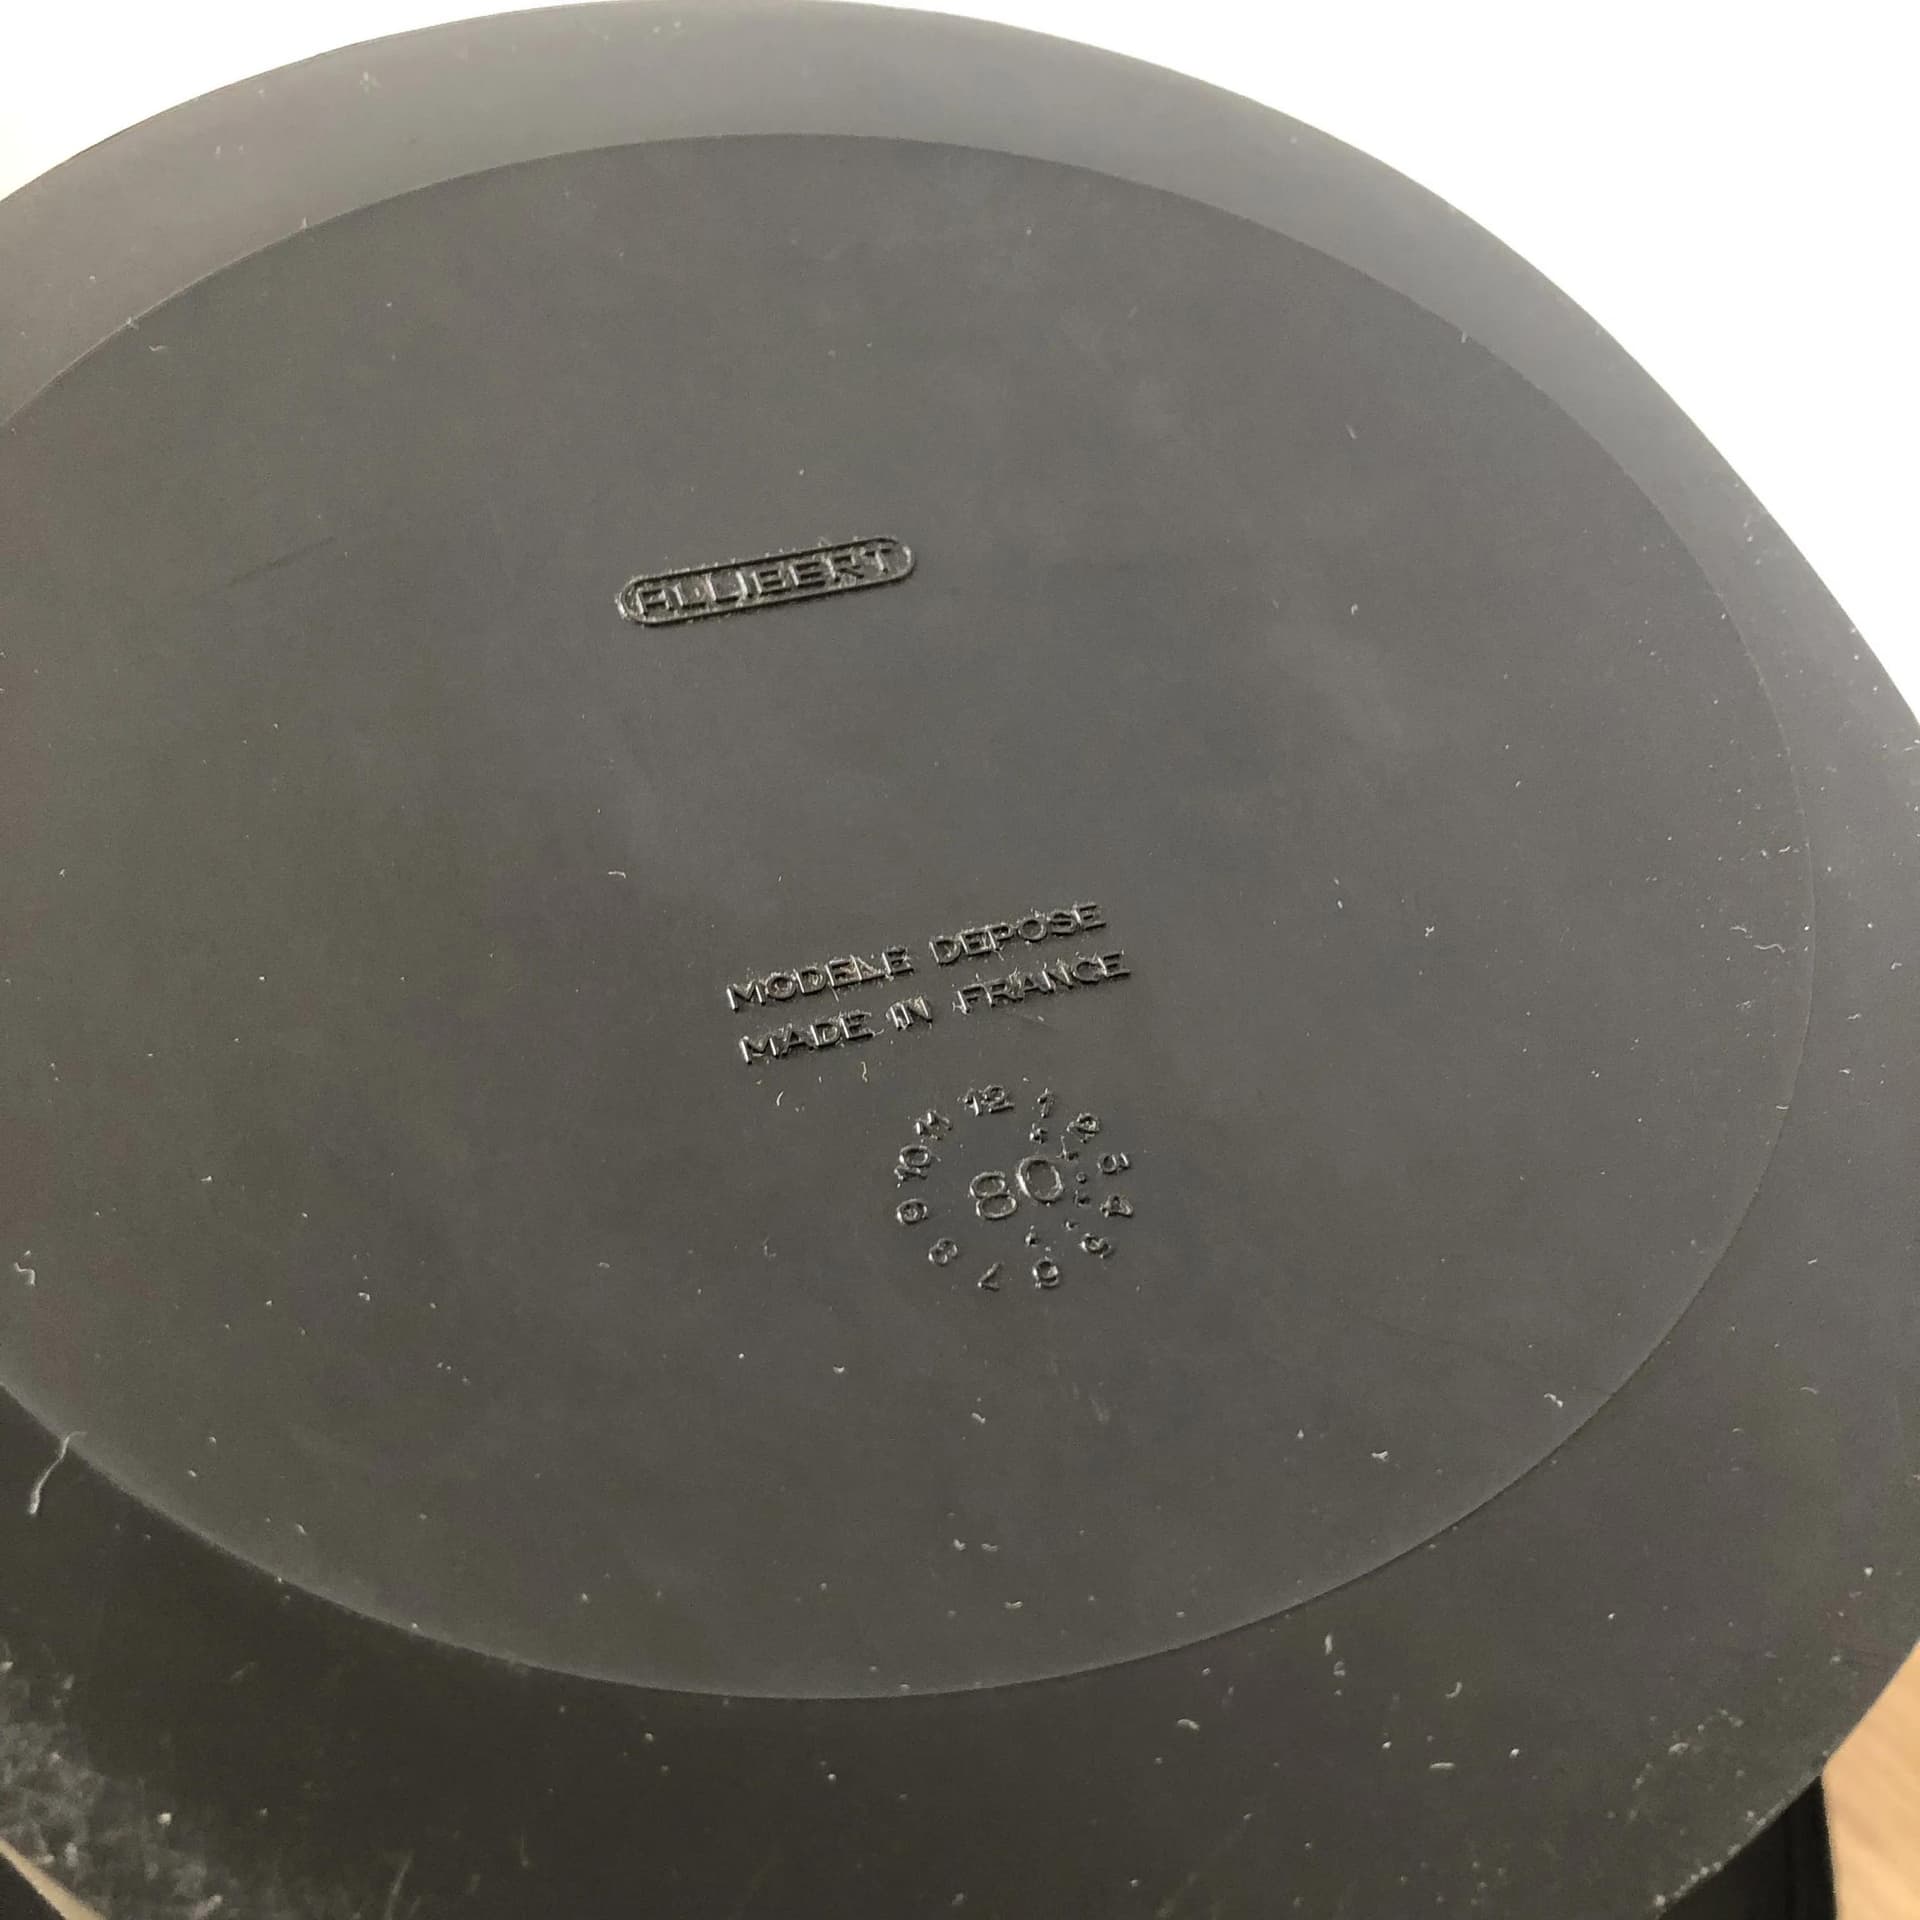 ALLIBERT
MODELE DEPOSE
MADE IN FRANCE
12 1 2 3 4 5 6 7 8 9 10 11
80